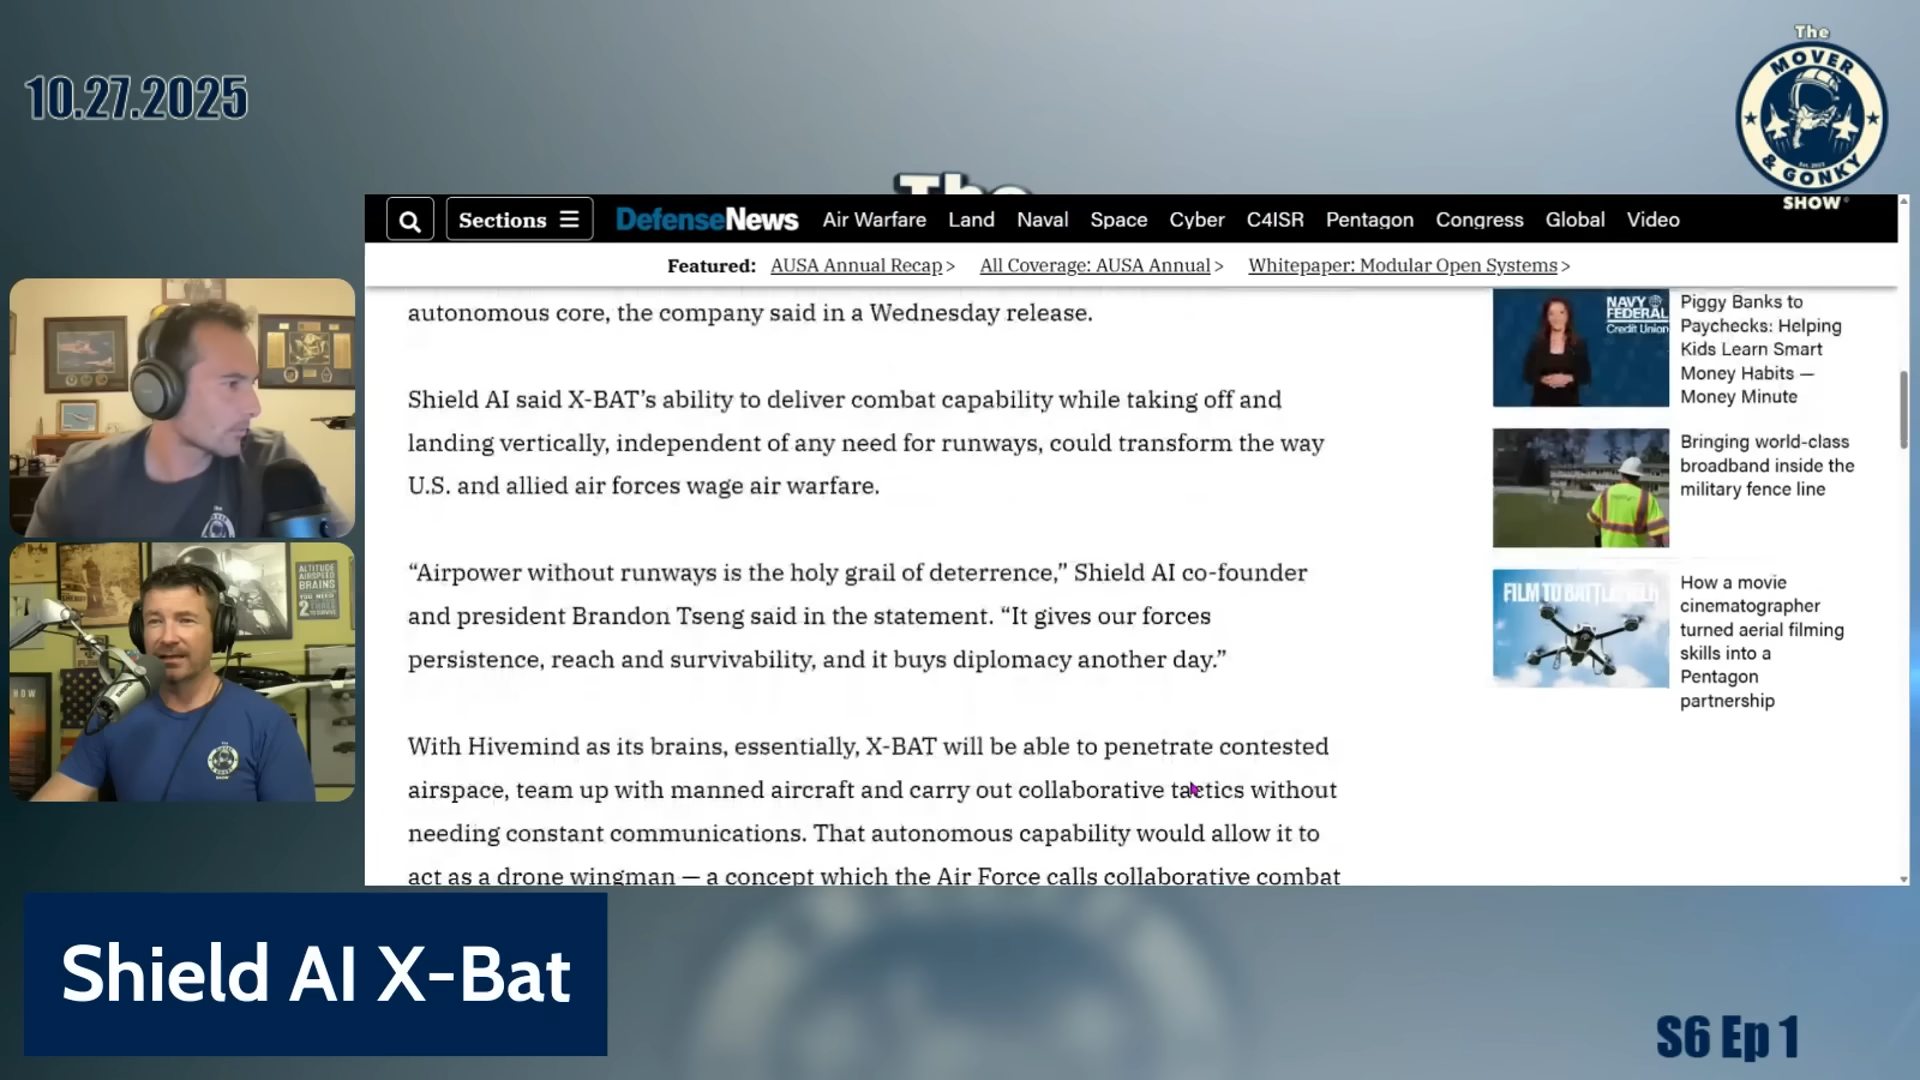 10.27.2025
The
MOVER
& GONKY
SHOW
The
Sections
DefenseNews
Air Warfare
Land
Naval
Space
Cyber
C4ISR
Pentagon
Congress
Global
Video
Featured: AUSA Annual Recap > All Coverage: AUSA Annual > Whitepaper: Modular Open Systems >
autonomous core, the company said in a Wednesday release.
Shield AI said X-BAT’s ability to deliver combat capability while taking off and
landing vertically, independent of any need for runways, could transform the way
U.S. and allied air forces wage air warfare.
“Airpower without runways is the holy grail of deterrence,” Shield AI co-founder
and president Brandon Tseng said in the statement. “It gives our forces
persistence, reach and survivability, and it buys diplomacy another day.”
With Hivemind as its brains, essentially, X-BAT will be able to penetrate contested
airspace, team up with manned aircraft and carry out collaborative tactics without
needing constant communications. That autonomous capability would allow it to
act as a drone wingman — a concept which the Air Force calls collaborative combat
NAVY
FEDERAL
Credit Union
Piggy Banks to
Paychecks: Helping
Kids Learn Smart
Money Habits —
Money Minute
Bringing world-class
broadband inside the
military fence line
FILM TO BATTLEFIELD
How a movie
cinematographer
turned aerial filming
skills into a
Pentagon
partnership
ALTITUDE
AIRSPEED
BRAINS
YOU NEED
2
Shield AI X-Bat
S6 Ep 1